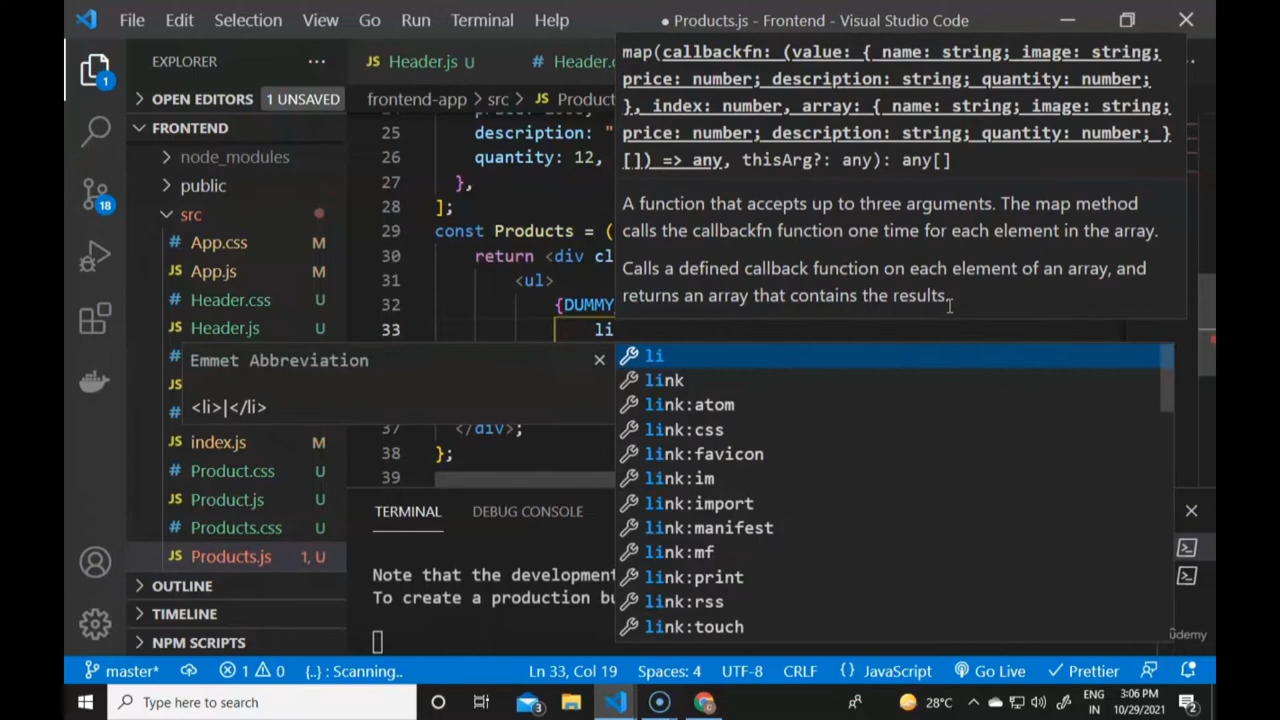 File Edit Selection View Go Run Terminal Help
● Products.js - Frontend - Visual Studio Code
EXPLORER
OPEN EDITORS 1 UNSAVED
FRONTEND
node_modules
public
src
App.css M
App.js M
Header.css U
Header.js U
index.js M
Product.css U
Product.js U
Products.css U
Products.js 1, U
OUTLINE
TIMELINE
NPM SCRIPTS
1
18
JS Header.js U # Header.c
frontend-app > src > JS Product
25 description: "
26 quantity: 12,
27 },
28 ];
29 const Products = (
30 return <div cl
31 <ul>
32 {DUMMY
33 li
37 </div>;
38 };
39
map(callbackfn: (value: { name: string; image: string;
price: number; description: string; quantity: number;
}, index: number, array: { name: string; image: string;
price: number; description: string; quantity: number; }
[]) => any, thisArg?: any): any[]
A function that accepts up to three arguments. The map method
calls the callbackfn function one time for each element in the array.
Calls a defined callback function on each element of an array, and
returns an array that contains the results.
Emmet Abbreviation
<li>|</li>
li
link
link:atom
link:css
link:favicon
link:im
link:import
link:manifest
link:mf
link:print
link:rss
link:touch
TERMINAL DEBUG CONSOLE
Note that the development
To create a production bu
master* 1 0 {..} : Scanning... Ln 33, Col 19 Spaces: 4 UTF-8 CRLF {} JavaScript Go Live Prettier
Type here to search
3
28°C
ENG
IN
3:06 PM
10/29/2021
2